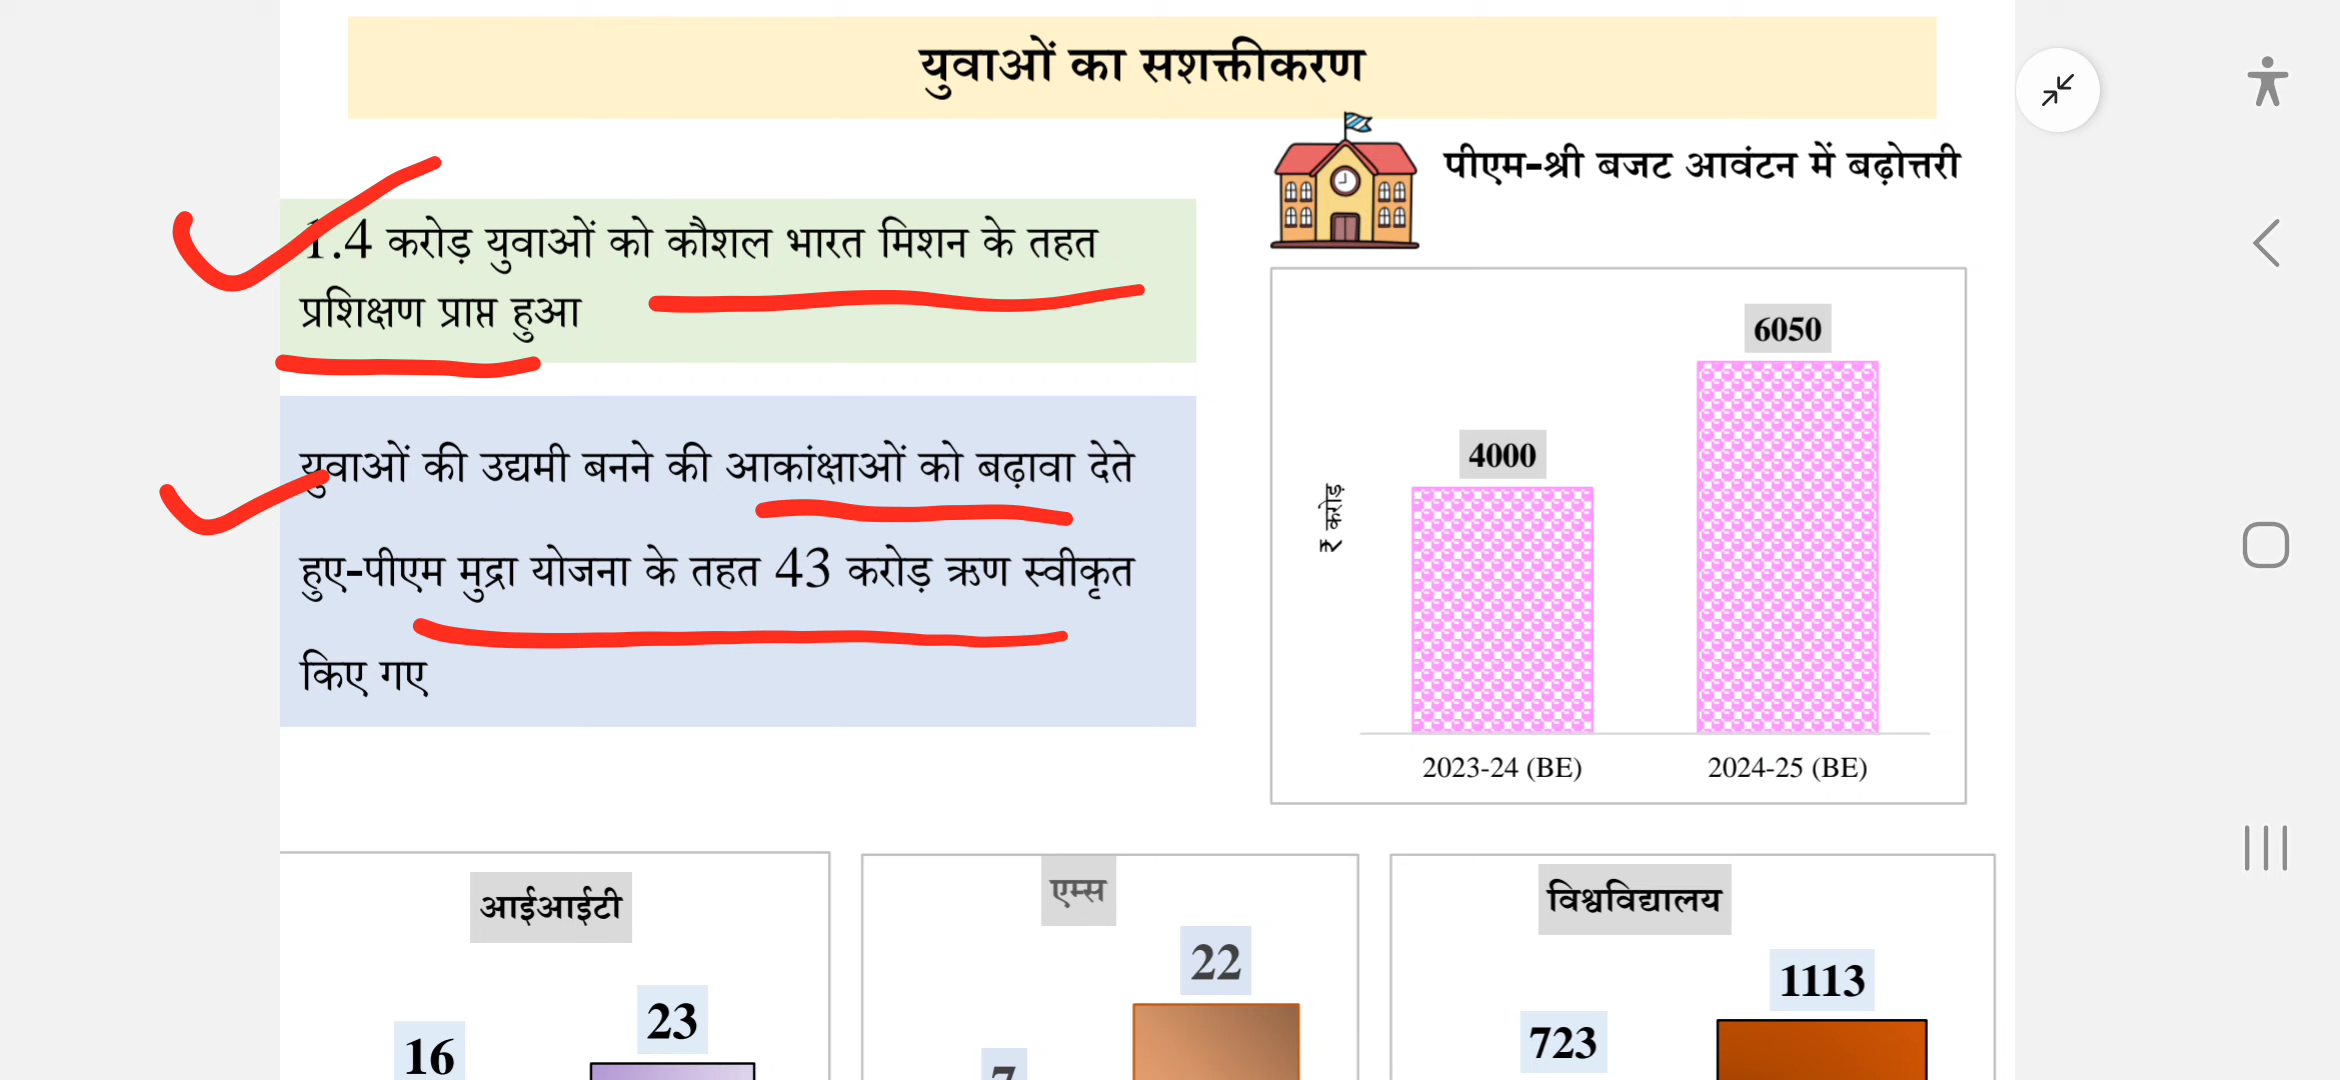 युवाओं का सशक्तीकरण
पीएम-श्री बजट आवंटन में बढ़ोत्तरी
1.4 करोड़ युवाओं को कौशल भारत मिशन के तहत
प्रशिक्षण प्राप्त हुआ
युवाओं की उद्यमी बनने की आकांक्षाओं को बढ़ावा देते
हुए-पीएम मुद्रा योजना के तहत 43 करोड़ ऋण स्वीकृत
किए गए
₹ करोड़
4000
6050
2023-24 (BE)
2024-25 (BE)
आईआईटी
16
23
एम्स
7
22
विश्वविद्यालय
723
1113